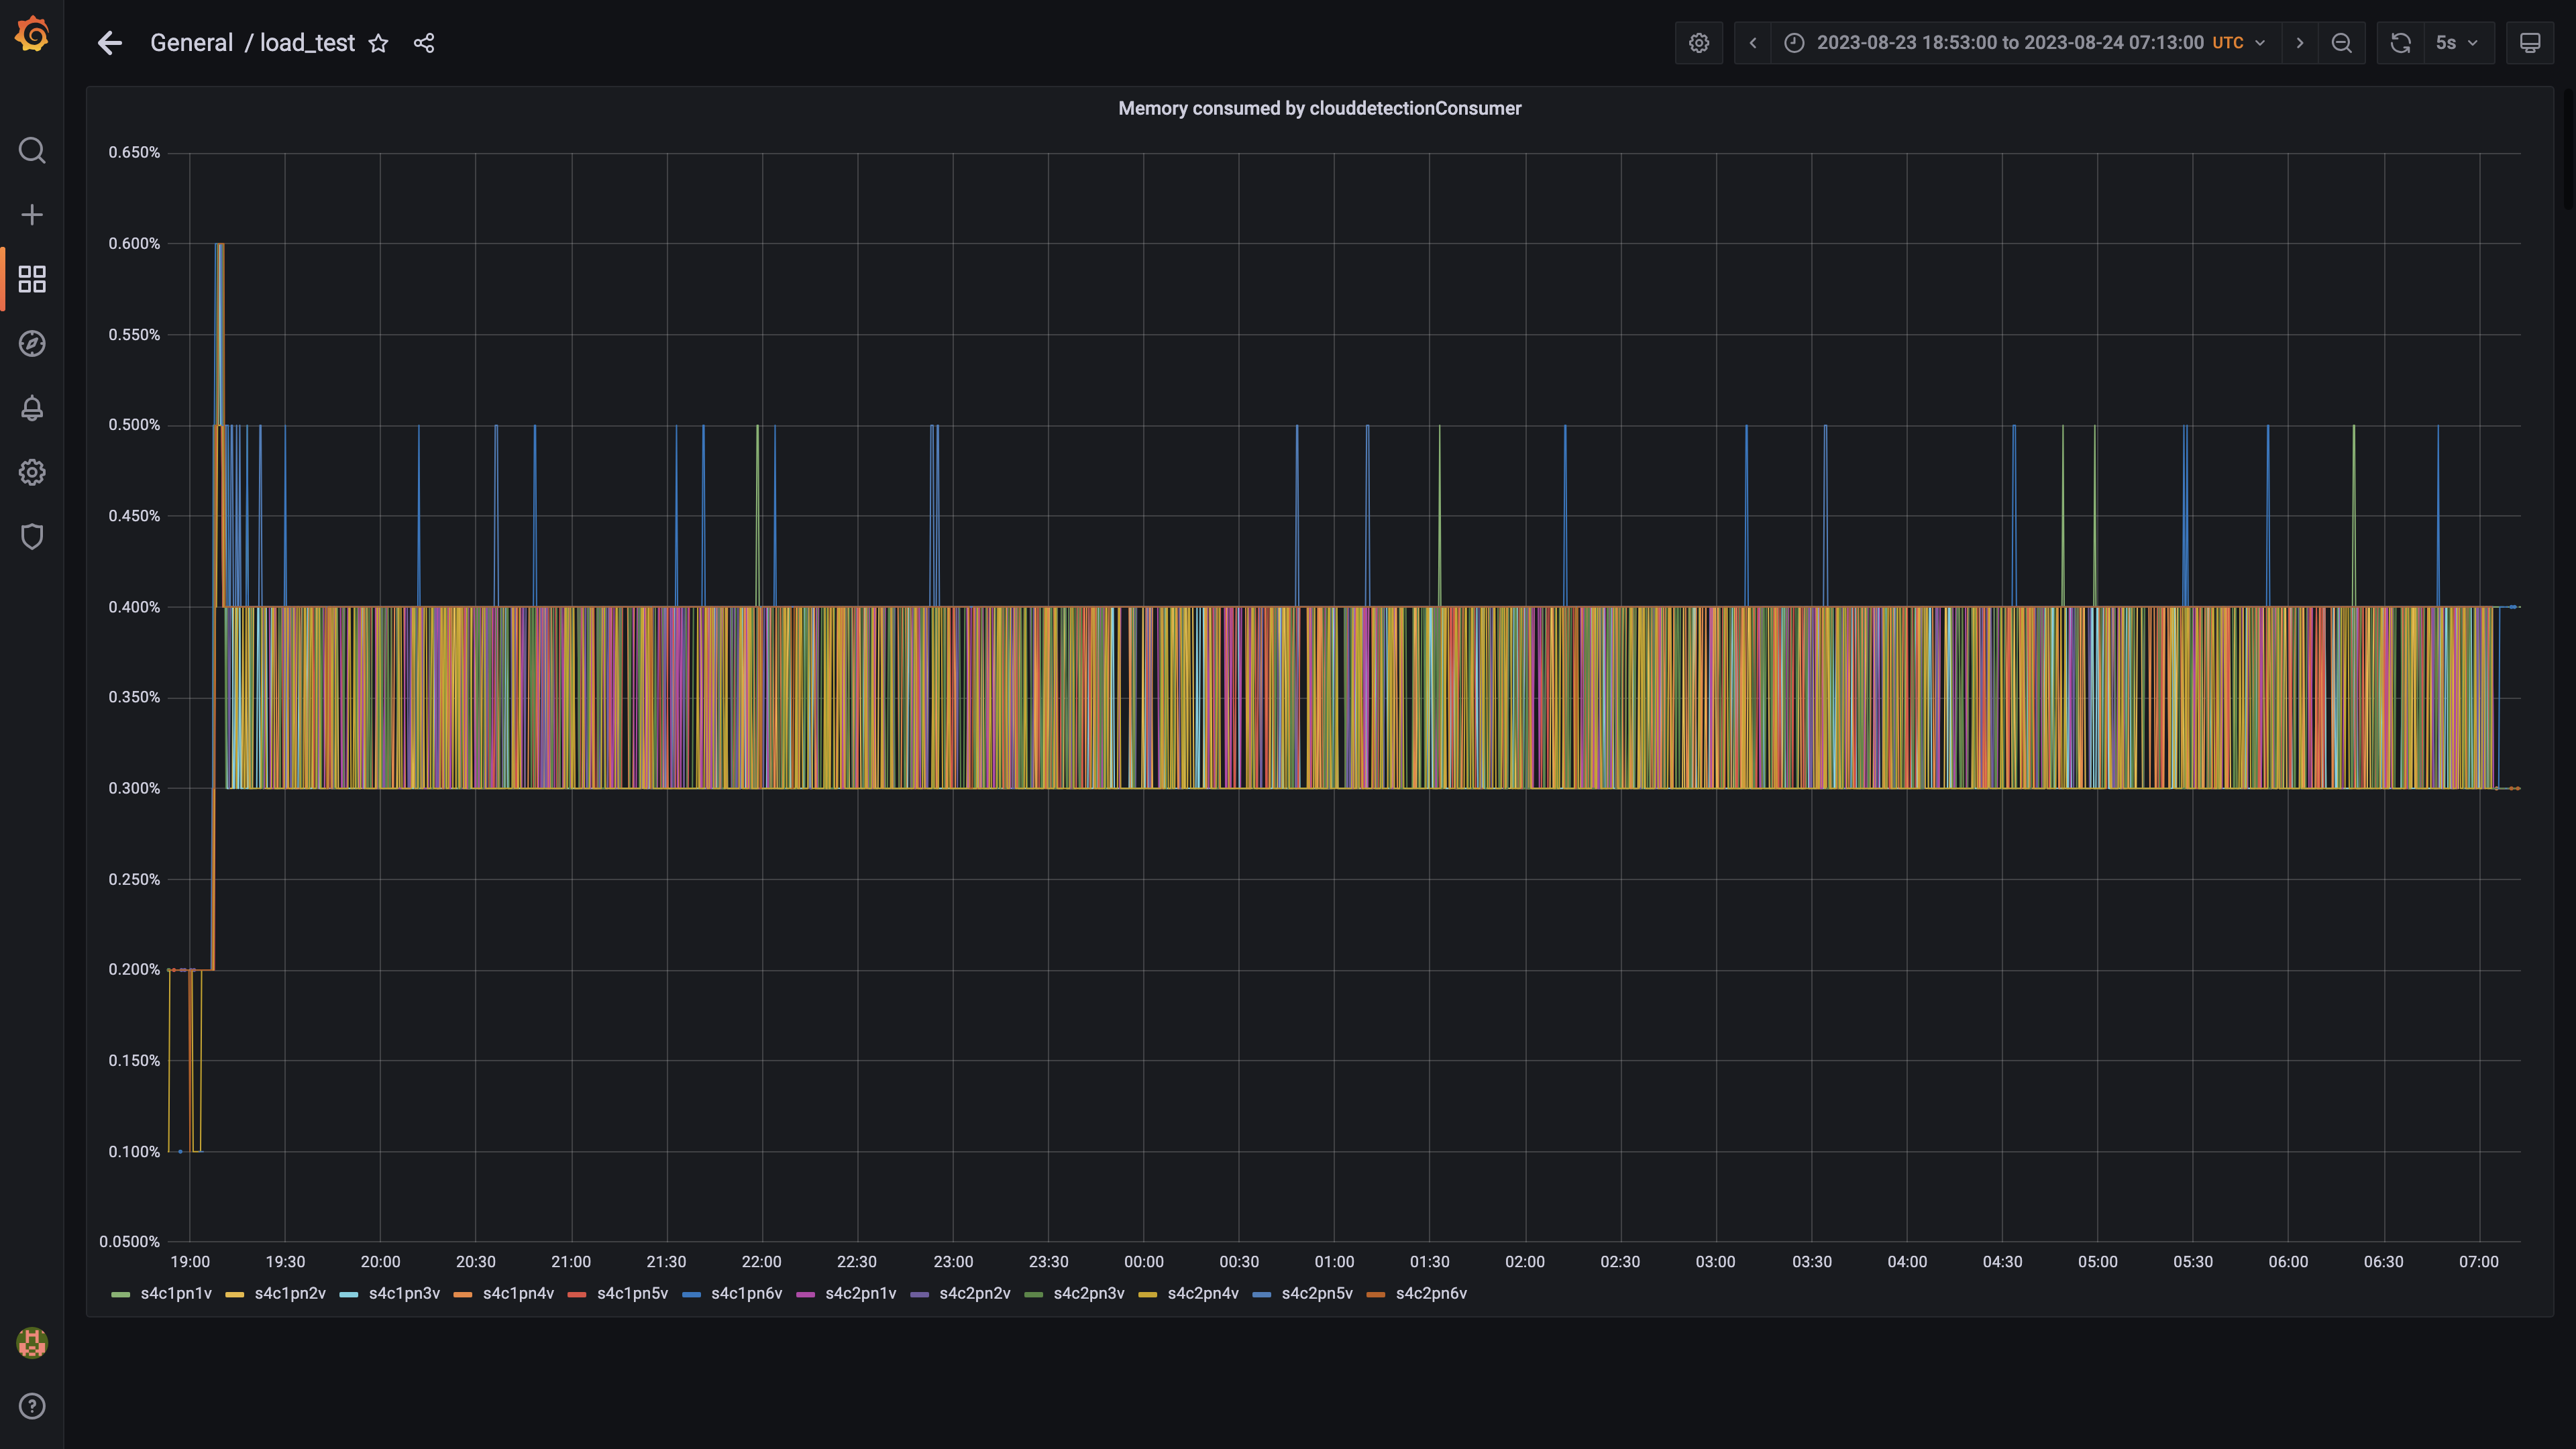 General / load_test
2023-08-23 18:53:00 to 2023-08-24 07:13:00 UTC
5s
Memory consumed by clouddetectionConsumer
0.650%
0.600%
0.550%
0.500%
0.450%
0.400%
0.350%
0.300%
0.250%
0.200%
0.150%
0.100%
0.0500%
19:00 19:30 20:00 20:30 21:00 21:30 22:00 22:30 23:00 23:30 00:00 00:30 01:00 01:30 02:00 02:30 03:00 03:30 04:00 04:30 05:00 05:30 06:00 06:30 07:00
s4c1pn1v s4c1pn2v s4c1pn3v s4c1pn4v s4c1pn5v s4c1pn6v s4c2pn1v s4c2pn2v s4c2pn3v s4c2pn4v s4c2pn5v s4c2pn6v